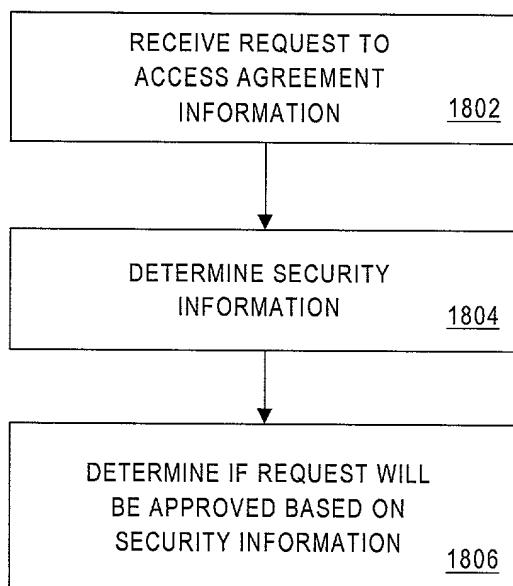 RECEIVE REQUEST TO
ACCESS AGREEMENT
INFORMATION
1802
DETERMINE SECURITY
INFORMATION
1804
DETERMINE IF REQUEST WILL
BE APPROVED BASED ON
SECURITY INFORMATION
1806